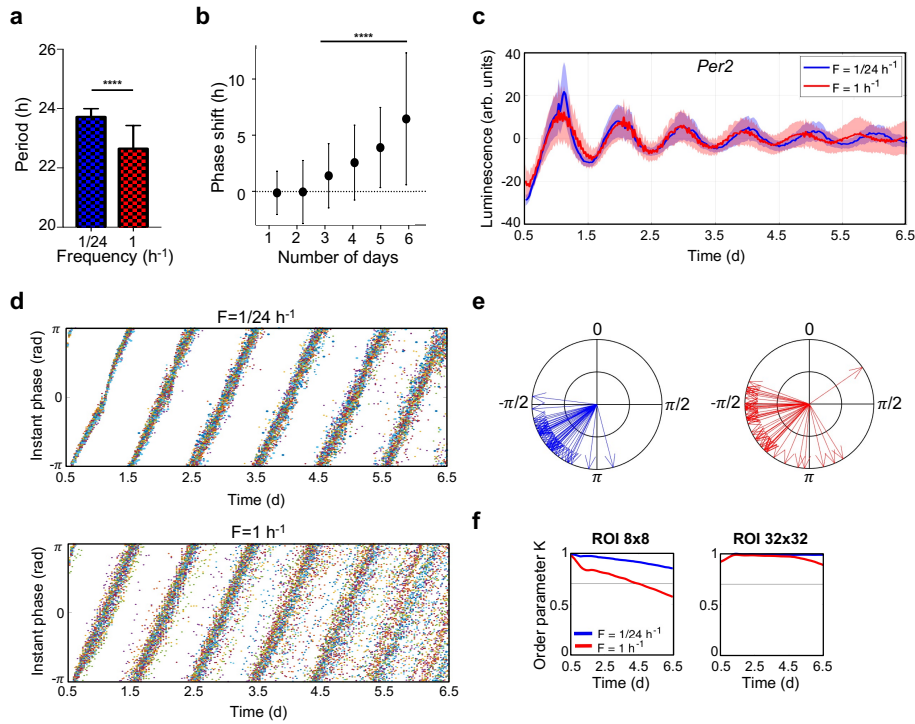 a
Period (h)
26
24
22
20
****
1/24
1
Frequency (h⁻¹)
b
Phase shift (h)
10
5
0
****
1
2
3
4
5
6
Number of days
c
Luminescence (arb. units)
40
20
0
-20
-40
Per2
F = 1/24 h⁻¹
F = 1 h⁻¹
0.5
1.5
2.5
3.5
4.5
5.5
6.5
Time (d)
d
F=1/24 h⁻¹
Instant phase (rad)
π
0
-π
0.5
1.5
2.5
3.5
4.5
5.5
6.5
Time (d)
F=1 h⁻¹
Instant phase (rad)
π
0
-π
0.5
1.5
2.5
3.5
4.5
5.5
6.5
Time (d)
e
0
-π/2
π/2
π
0
-π/2
π/2
π
f
ROI 8x8
Order parameter K
1
0.5
0
F = 1/24 h⁻¹
F = 1 h⁻¹
0.5
2.5
4.5
6.5
Time (d)
ROI 32x32
1
0.5
0
0.5
2.5
4.5
6.5
Time (d)